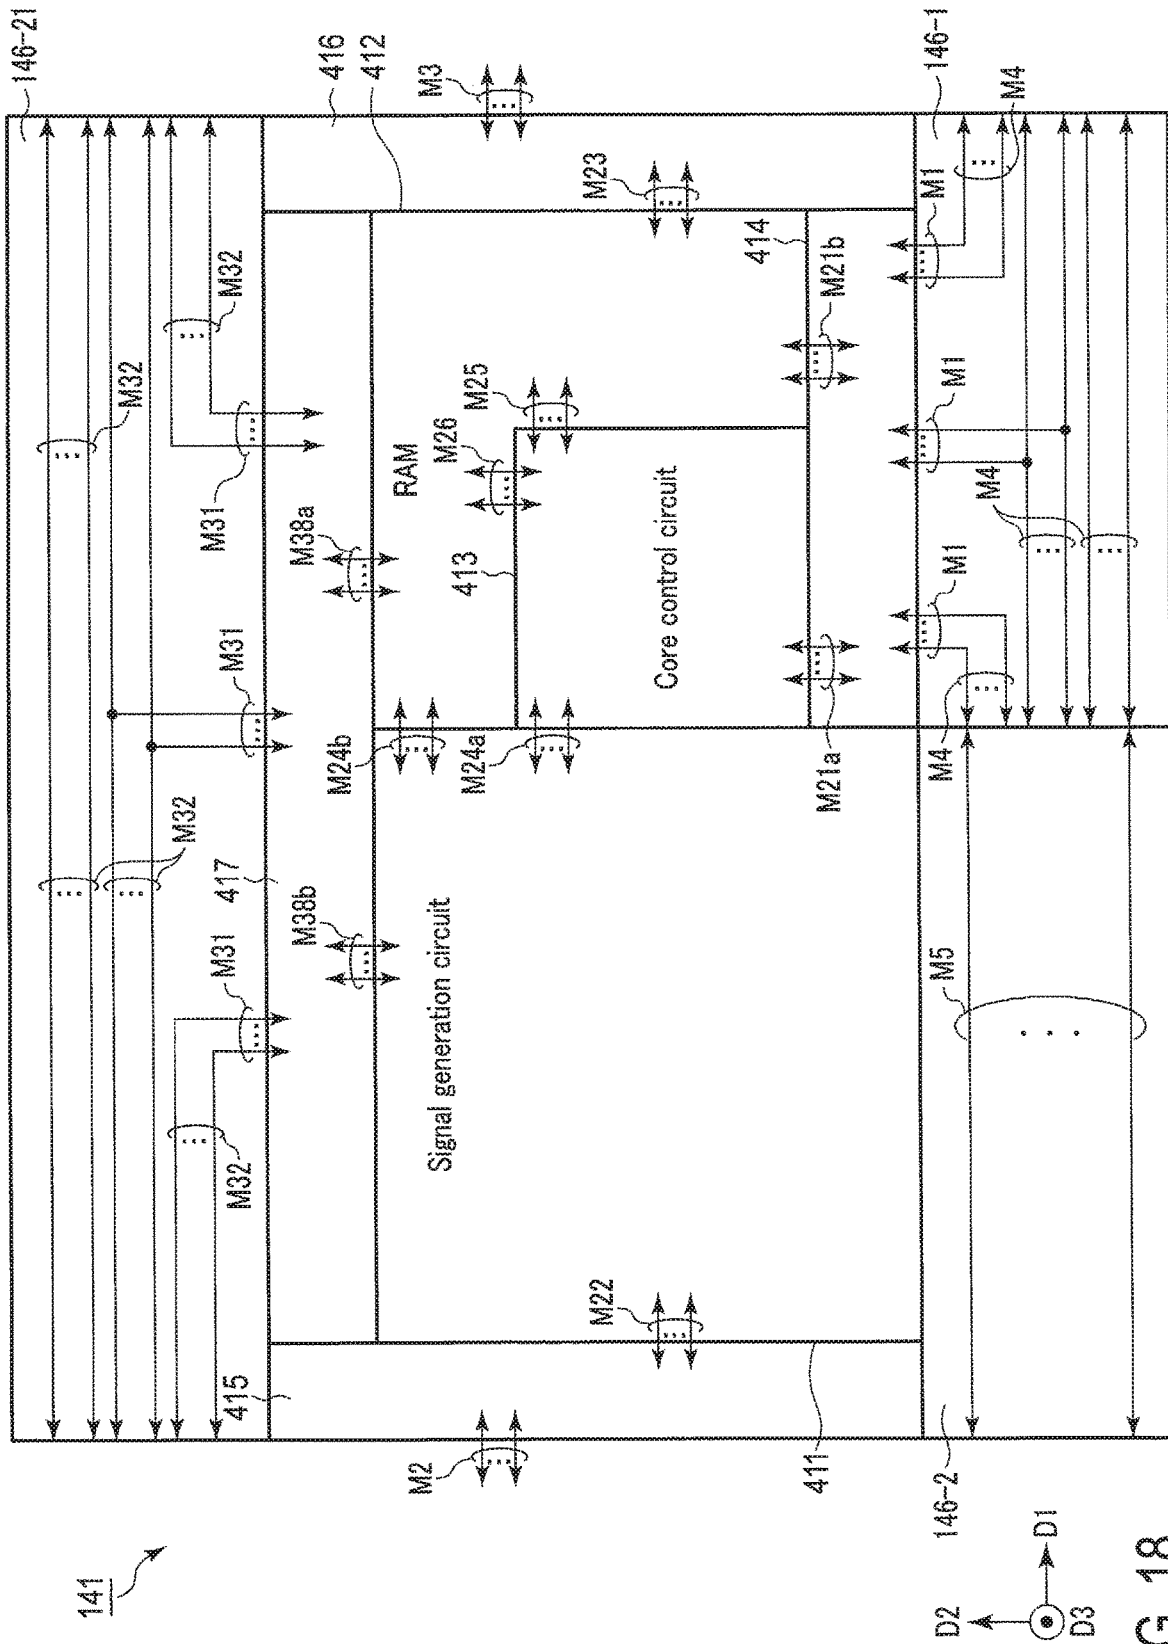 141
146-21
M32
M32
M32
M32
M31
M31
M31
417
416
412
M3
415
M38b
M38a
RAM
M23
M2
M24b
M24a
M26
M25
413
Signal generation circuit
Core control circuit
414
M22
M21a
M21b
411
146-2
146-1
M1
M1
M1
M4
M4
M4
M5
D2
D1
D3
G. 18